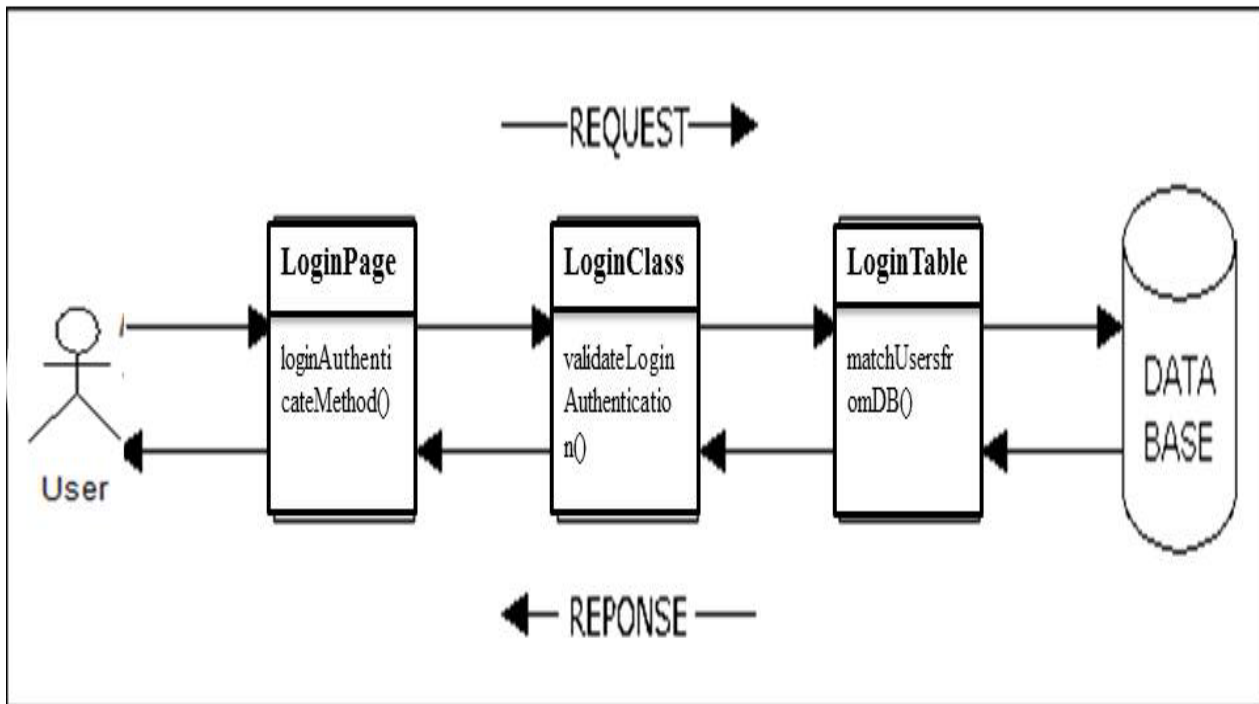 REQUEST
LoginPage
loginAuthenti
cateMethod()
LoginClass
validateLogin
Authenticatio
n()
LoginTable
matchUsersfr
omDB()
DATA
BASE
User
REPONSE